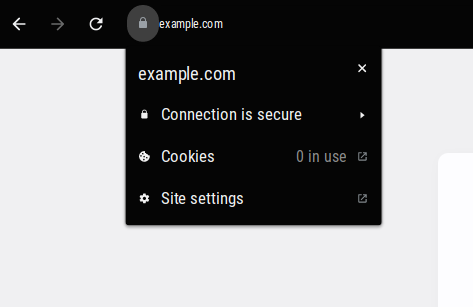 example.com
example.com
Connection is secure
Cookies 0 in use
Site settings